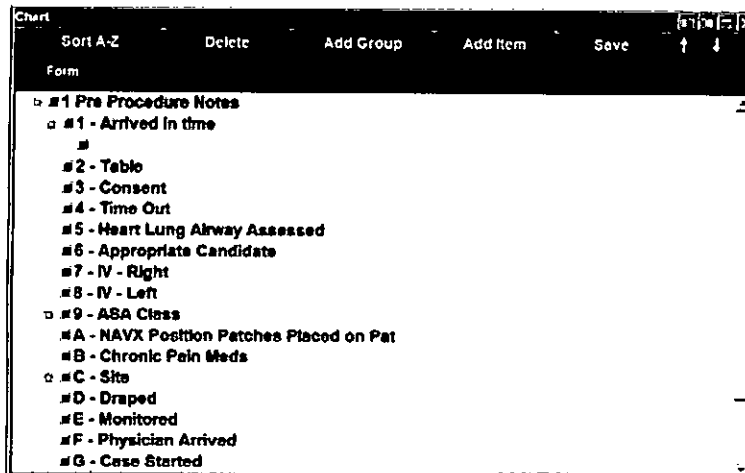 Chart
Sort A-Z Delete Add Group Add Item Save
Form
#1 Pre Procedure Notes
#1 - Arrived in time
#2 - Table
#3 - Consent
#4 - Time Out
#5 - Heart Lung Airway Assessed
#6 - Appropriate Candidate
#7 - IV - Right
#8 - IV - Left
#9 - ASA Class
#A - NAVX Position Patches Placed on Pat
#B - Chronic Pain Meds
#C - Site
#D - Draped
#E - Monitored
#F - Physician Arrived
#G - Case Started